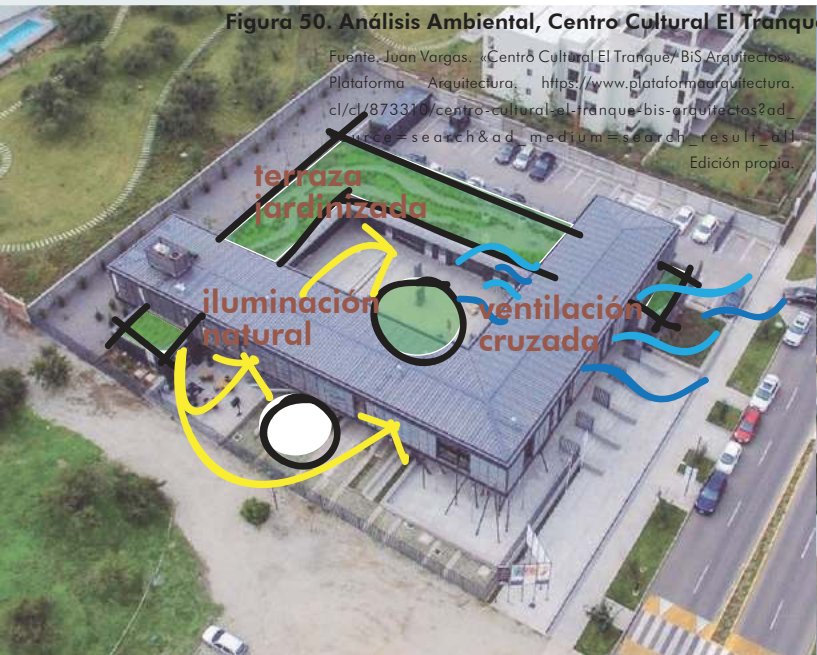 Figura 50. Análisis Ambiental, Centro Cultural El Tranqu
Fuente. Juan Vargas. «Centro Cultural El Tranque/ BiS Arquitectos».
Plataforma Arquitectura. https://www.plataformaarquitectura.
cl/cl/873310/centro-cultural-el-tranque-bis-arquitectos?ad_
source=search&ad_medium=search_result_all
Edición propia.
terraza
jardinizada
iluminación
natural
ventilación
cruzada